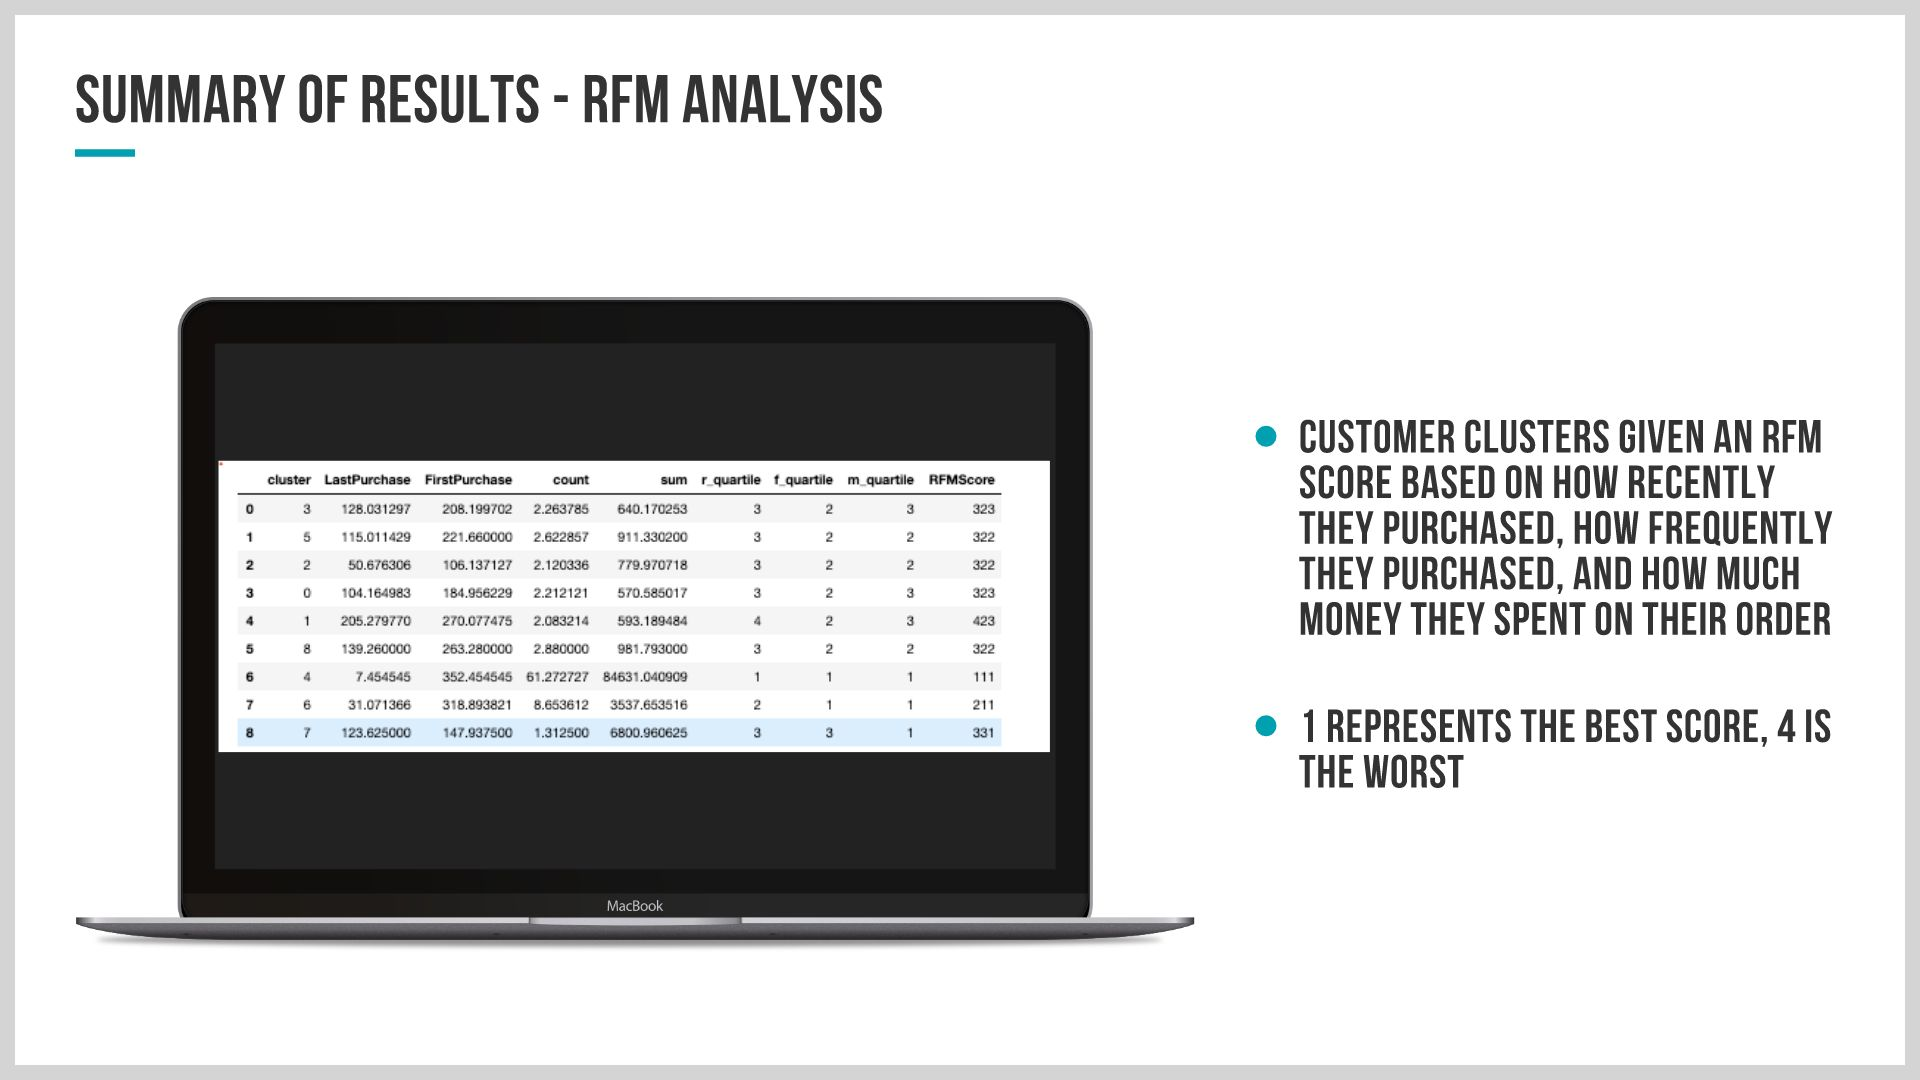 SUMMARY OF RESULTS - RFM ANALYSIS
cluster LastPurchase FirstPurchase count sum r_quartile f_quartile m_quartile RFMScore
0 3 128.031297 208.199702 2.263785 640.170253 3 2 3 323
1 5 115.011429 221.660000 2.622857 911.330200 3 2 2 322
2 2 50.676306 106.137127 2.120336 779.970718 3 2 2 322
3 0 104.164983 184.956229 2.212121 570.585017 3 2 3 323
4 1 205.279770 270.077475 2.083214 593.189484 4 2 3 423
5 8 139.260000 263.280000 2.880000 981.793000 3 2 2 322
6 4 7.454545 352.454545 61.272727 84631.040909 1 1 1 111
7 6 31.071366 318.893821 8.653612 3537.653516 2 1 1 211
8 7 123.625000 147.937500 1.312500 6800.960625 3 3 1 331
MacBook
CUSTOMER CLUSTERS GIVEN AN RFM
SCORE BASED ON HOW RECENTLY
THEY PURCHASED, HOW FREQUENTLY
THEY PURCHASED, AND HOW MUCH
MONEY THEY SPENT ON THEIR ORDER
1 REPRESENTS THE BEST SCORE, 4 IS
THE WORST